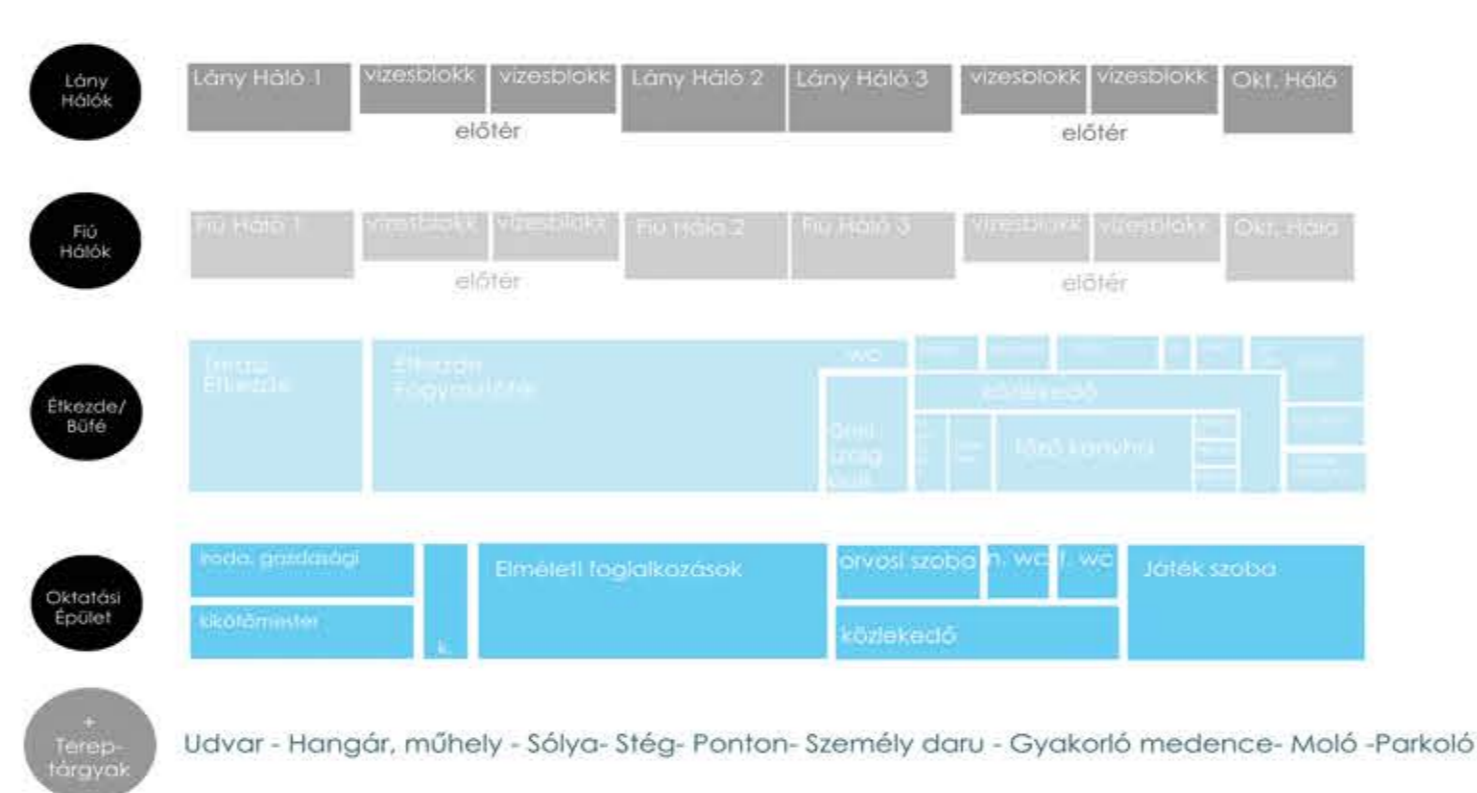 Lány
Hálók
Lány Háló 1
vizesblokk
vizesblokk
Lány Háló 2
Lány Háló 3
vizesblokk
vizesblokk
Okt. Háló
előtér
előtér
Fiú
Hálók
Fiú Háló 1
vizesblokk
vizesblokk
Fiú Háló 2
Fiú Háló 3
vizesblokk
vizesblokk
Okt. Háló
előtér
előtér
Étkezde/
Büfé
Terasz
Étkezde
Étkezde
Fogyasztótér
WC
közlekedő
főző konyha
Oktatási
Épület
iroda, gazdasági
kikötőmester
k.
Elméleti foglalkozások
orvosi szoba
n. wc
f. wc
közlekedő
Játék szoba
+
Terep-
tárgyak
Udvar - Hangár, műhely - Sólya- Stég- Ponton- Személy daru - Gyakorló medence- Moló -Parkoló